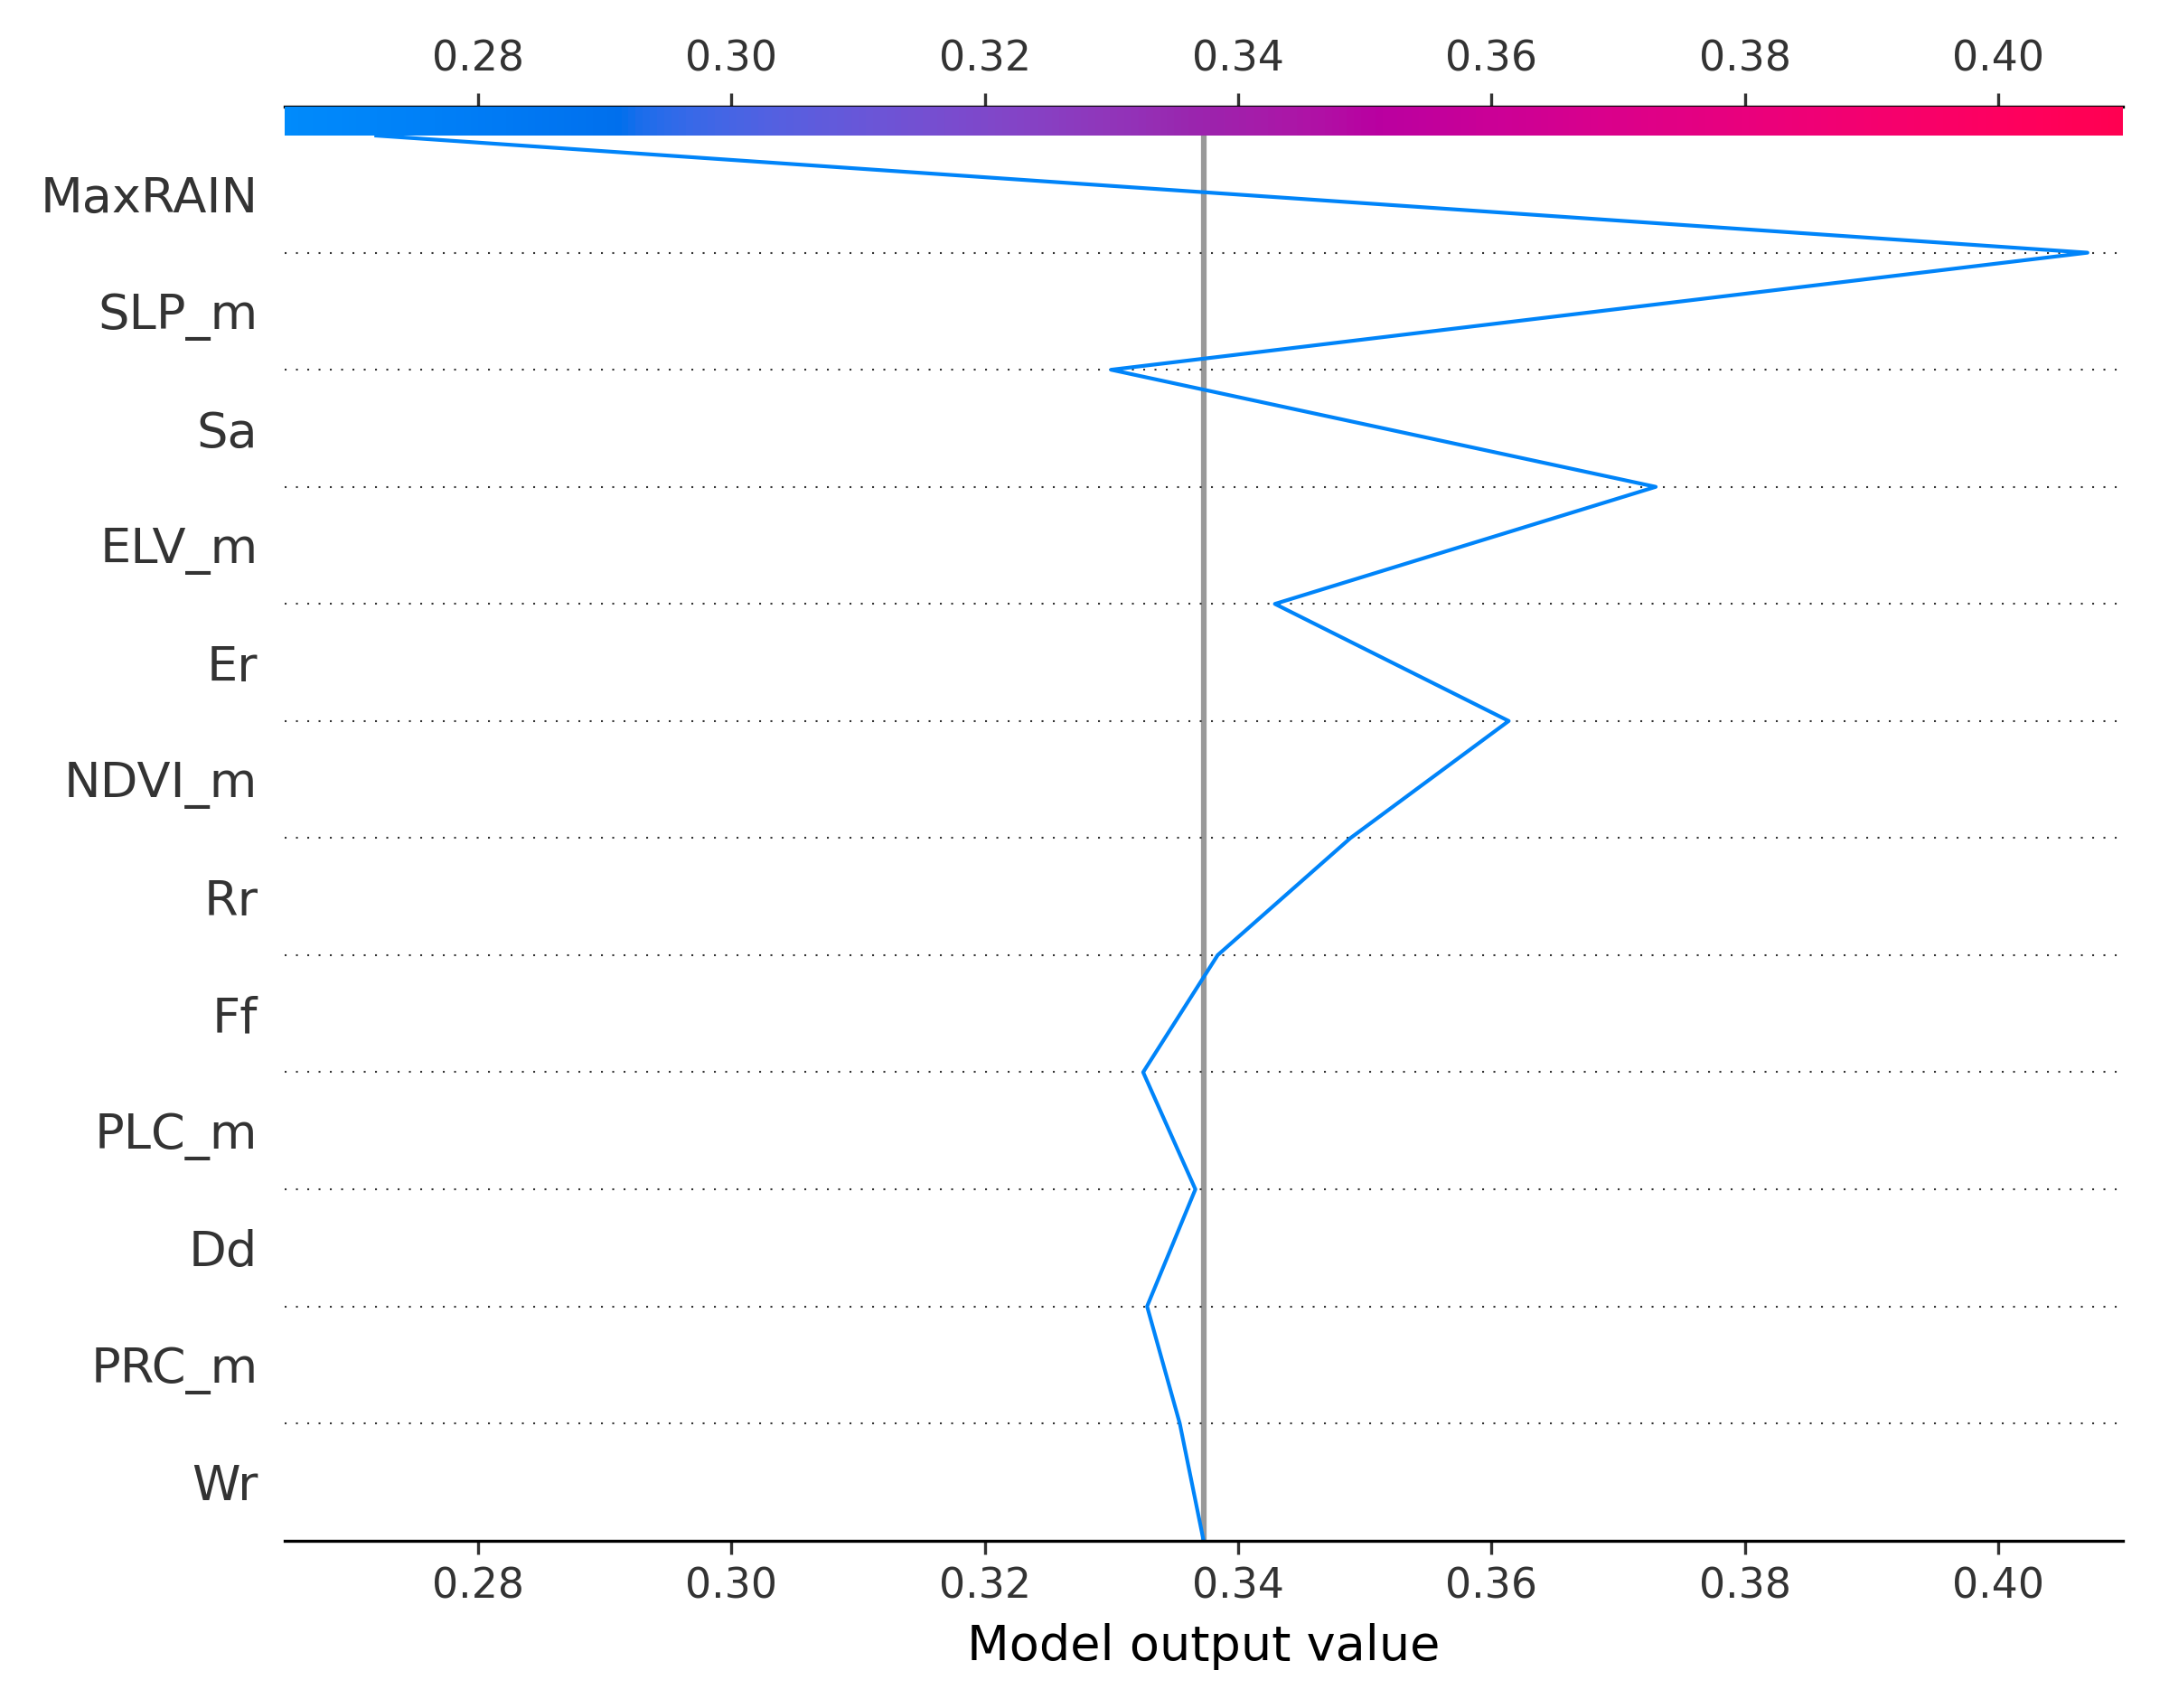 0.28 0.30 0.32 0.34 0.36 0.38 0.40
MaxRAIN
SLP_m
Sa
ELV_m
Er
NDVI_m
Rr
Ff
PLC_m
Dd
PRC_m
Wr
0.28 0.30 0.32 0.34 0.36 0.38 0.40
Model output value